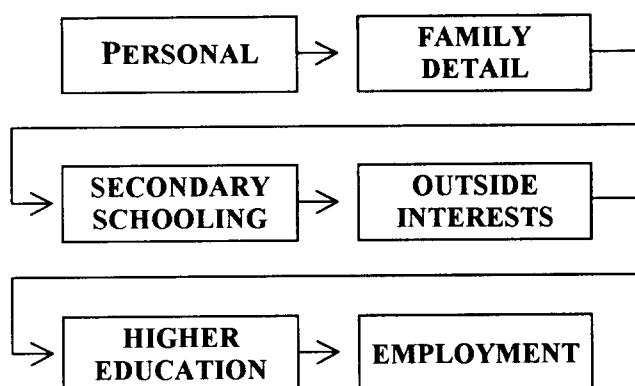 PERSONAL
FAMILY
DETAIL
SECONDARY
SCHOOLING
OUTSIDE
INTERESTS
HIGHER
EDUCATION
EMPLOYMENT